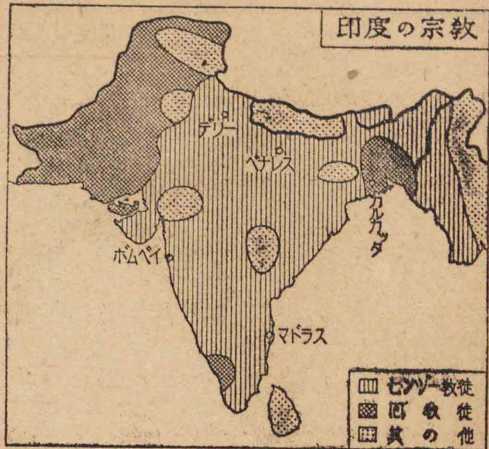 印度の宗教
デリー
ベナレス
カルカッタ
ボムベイ
マドラス
ヒンヅー教徒
回教徒
其の他